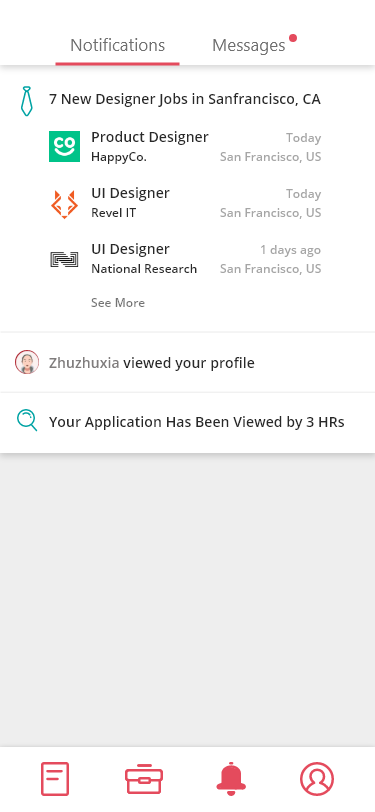 Notifications
Messages
7 New Designer Jobs in Sanfrancisco, CA
CO
Product Designer
Today
HappyCo.
San Francisco, US
UI Designer
Today
Revel IT
San Francisco, US
UI Designer
1 days ago
National Research
San Francisco, US
See More
Zhuzhuxia viewed your profile
Your Application Has Been Viewed by 3 HRs